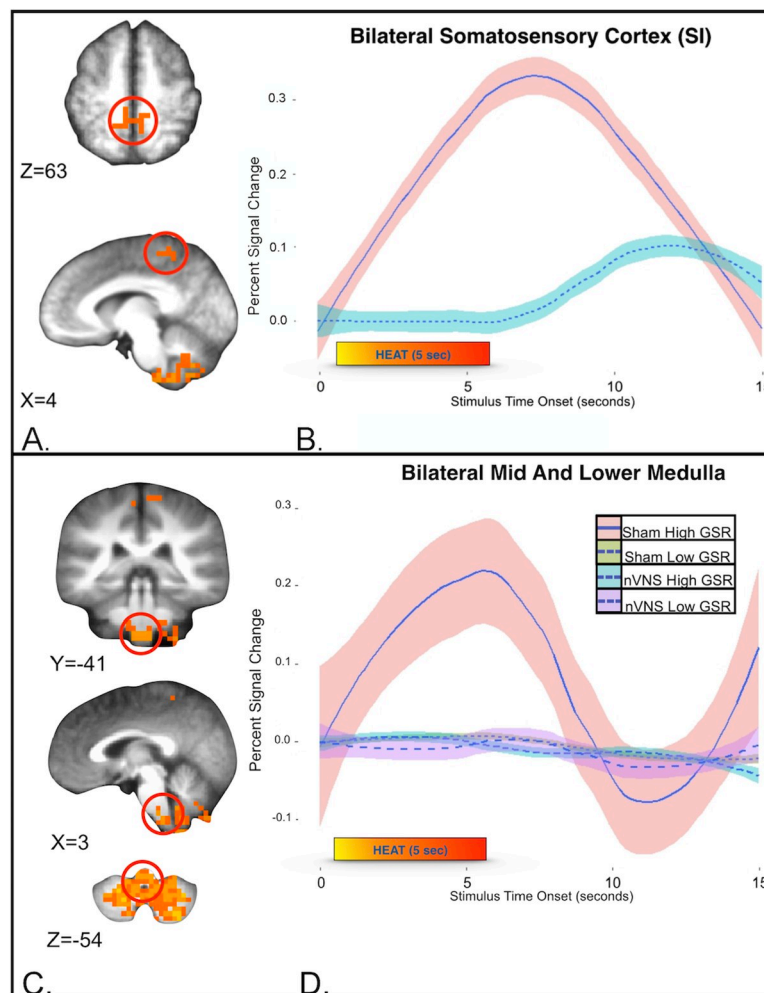 Z=63
X=4
A.
Bilateral Somatosensory Cortex (SI)
Percent Signal Change
0.3
0.2
0.1
0.0
HEAT (5 sec)
0
5
10
15
Stimulus Time Onset (seconds)
B.
Y=-41
X=3
Z=-54
C.
Bilateral Mid And Lower Medulla
Percent Signal Change
0.3
0.2
0.1
0.0
-0.1
Sham High GSR
Sham Low GSR
nVNS High GSR
nVNS Low GSR
HEAT (5 sec)
0
5
10
15
Stimulus Time Onset (seconds)
D.